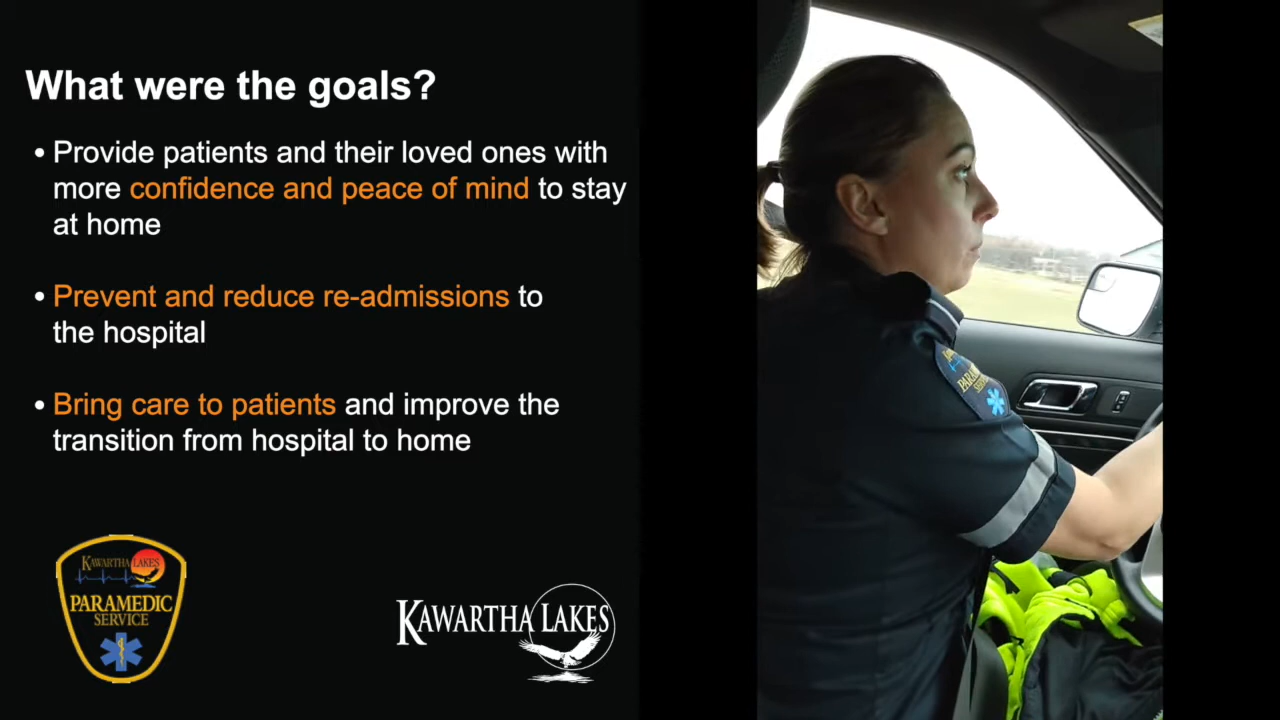 What were the goals?
• Provide patients and their loved ones with
more confidence and peace of mind to stay
at home
• Prevent and reduce re-admissions to
the hospital
• Bring care to patients and improve the
transition from hospital to home
KAWARTHA LAKES
PARAMEDIC
SERVICE
KAWARTHA LAKES